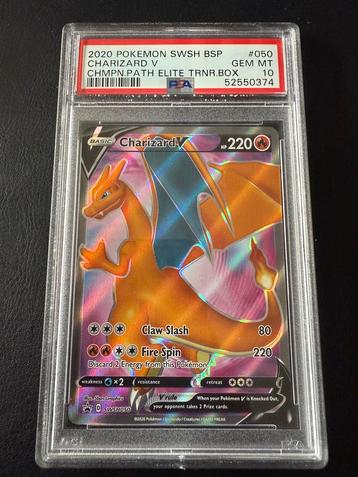 2020 POKEMON SWSH BSP #050
CHARIZARD V GEM MT
CHMPN.PATH ELITE TRNR.BOX 10
PSA 52550374
BASIC Charizard V HP 220
Claw Slash 80
Fire Spin 220
Discard 2 Energy from this Pokémon.
weakness ×2 resistance retreat
V rule When your Pokémon V is Knocked Out,
your opponent takes 2 Prize cards.
D SWSH050